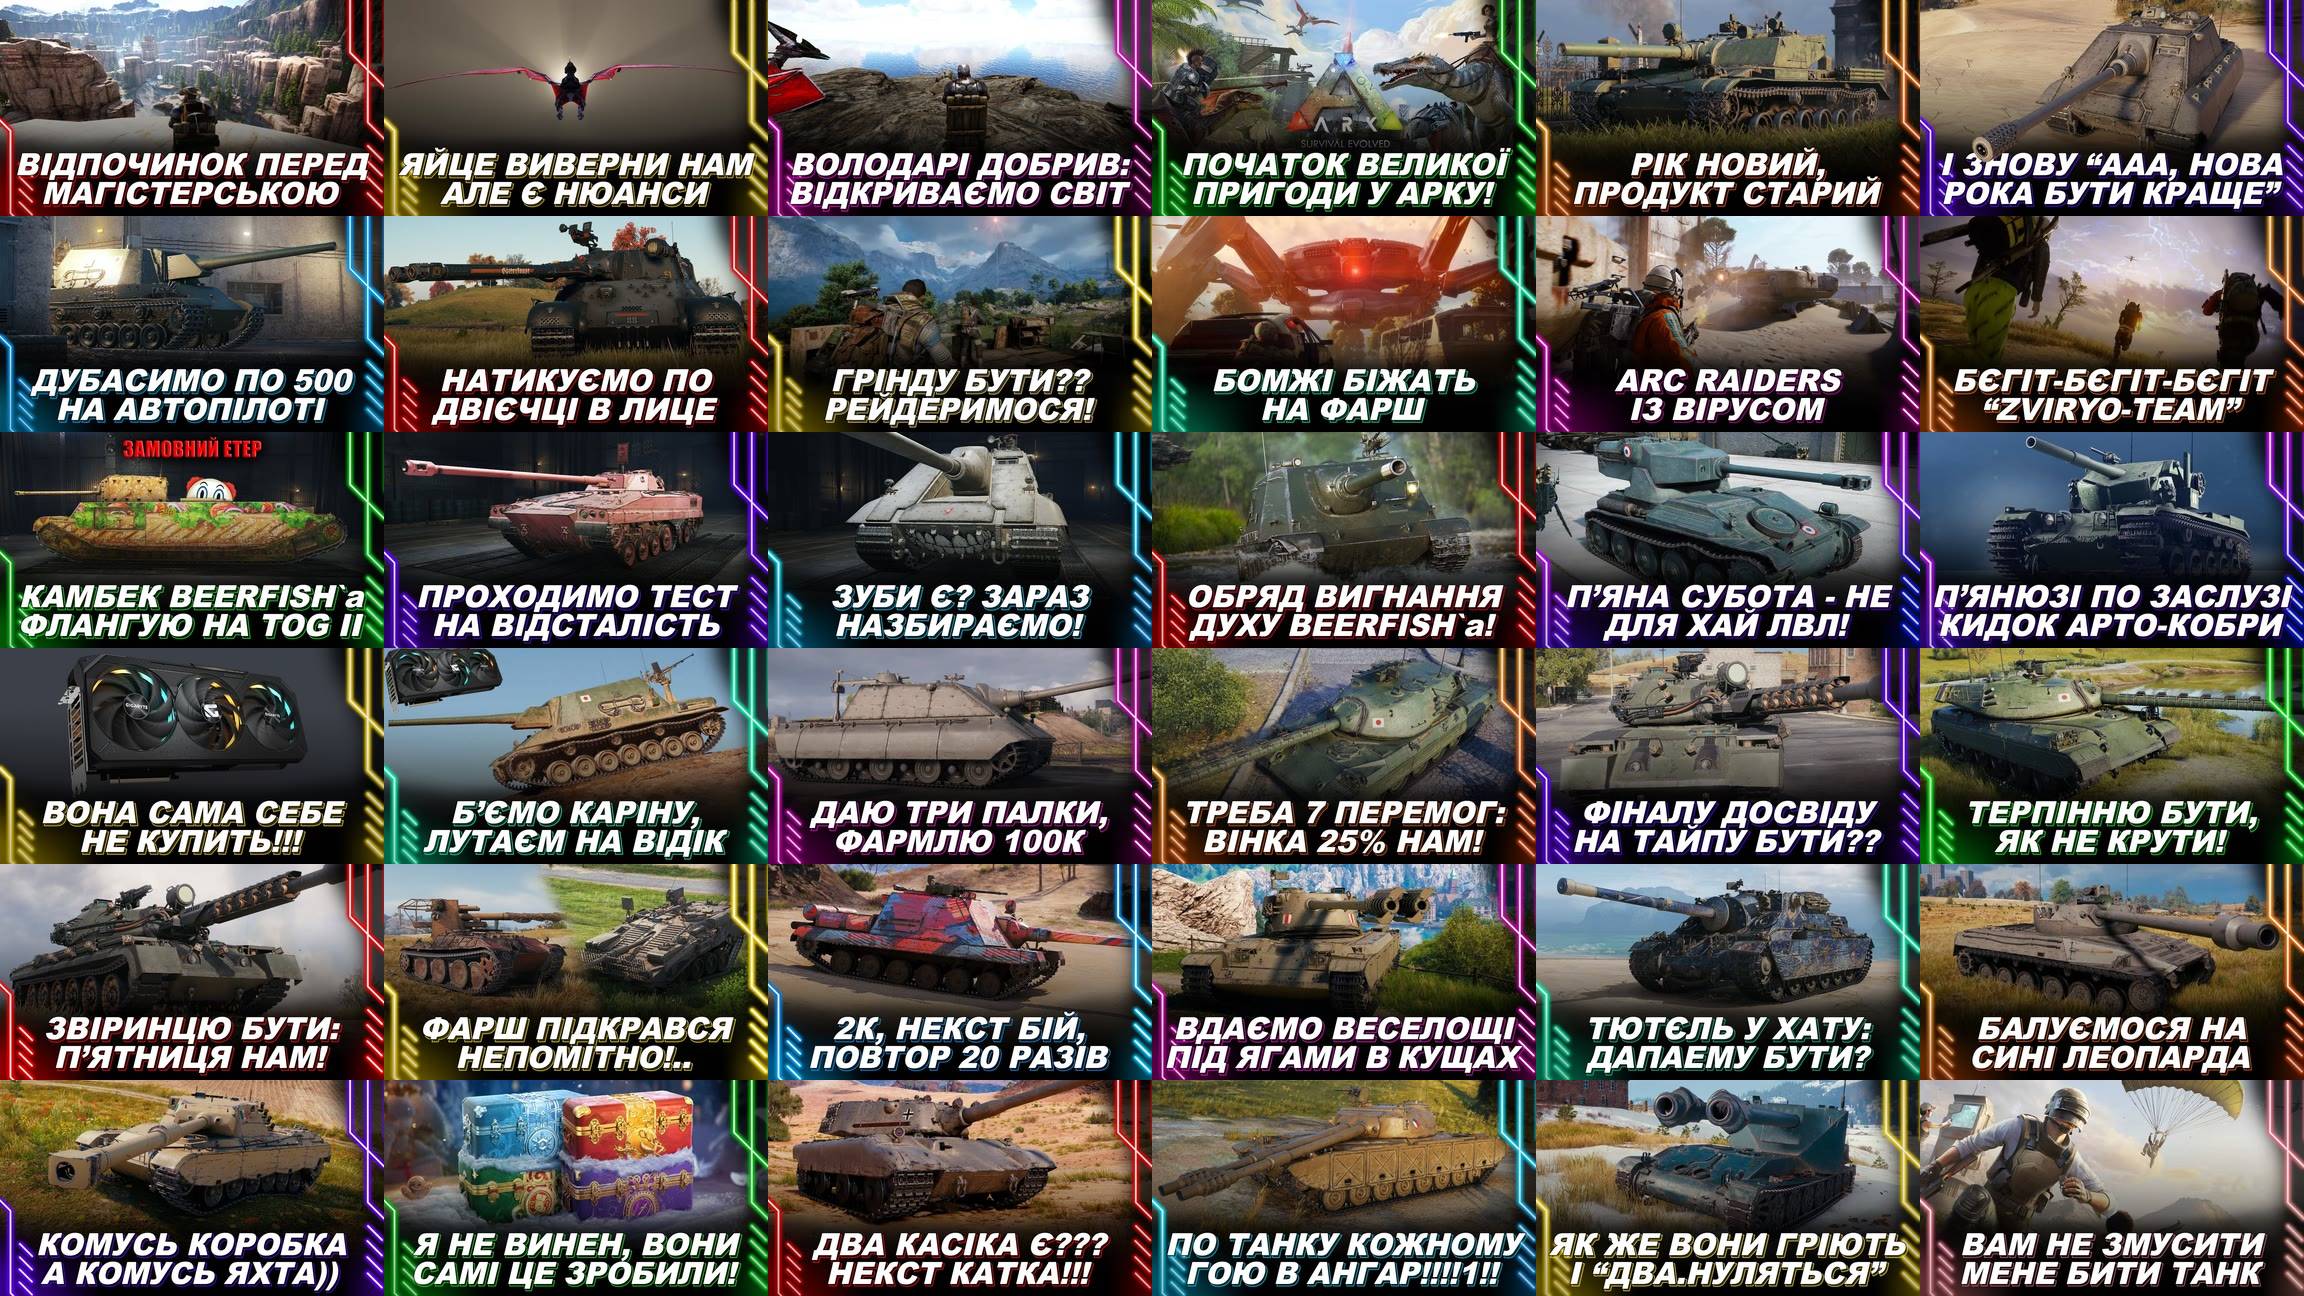 ВІДПОЧИНОК ПЕРЕД
МАГІСТЕРСЬКОЮ
ЯЙЦЕ ВИВЕРНИ НАМ
АЛЕ Є НЮАНСИ
ВОЛОДАРІ ДОБРИВ:
ВІДКРИВАЄМО СВІТ
ARK
SURVIVAL EVOLVED
ПОЧАТОК ВЕЛИКОЇ
ПРИГОДИ У АРКУ!
РІК НОВИЙ,
ПРОДУКТ СТАРИЙ
І ЗНОВУ “ААА, НОВА
РОКА БУТИ КРАЩЕ”
ДУБАСИМО ПО 500
НА АВТОПІЛОТІ
НАТИКУЄМО ПО
ДВІЄЧЦІ В ЛИЦЕ
ГРІНДУ БУТИ??
РЕЙДЕРИМОСЯ!
БОМЖІ БІЖАТЬ
НА ФАРШ
ARC RAIDERS
ІЗ ВІРУСОМ
БЄГІТ-БЄГІТ-БЄГІТ
“ZVIRYO-TEAM”
ЗАМОВНИЙ ЕТЕР
КАМБЕК BEERFISH`a
ФЛАНГУЮ НА TOG II
ПРОХОДИМО ТЕСТ
НА ВІДСТАЛІСТЬ
ЗУБИ Є? ЗАРАЗ
НАЗБИРАЄМО!
ОБРЯД ВИГНАННЯ
ДУХУ BEERFISH`a!
П’ЯНА СУБОТА - НЕ
ДЛЯ ХАЙ ЛВЛ!
П’ЯНЮЗІ ПО ЗАСЛУЗІ
КИДОК АРТО-КОБРИ
GIGABYTE
GIGABYTE
ВОНА САМА СЕБЕ
НЕ КУПИТЬ!!!
Б’ЄМО КАРІНУ,
ЛУТАЄМ НА ВІДІК
ДАЮ ТРИ ПАЛКИ,
ФАРМЛЮ 100К
ТРЕБА 7 ПЕРЕМОГ:
ВІНКА 25% НАМ!
ФІНАЛУ ДОСВІДУ
НА ТАЙПУ БУТИ??
ТЕРПІННЮ БУТИ,
ЯК НЕ КРУТИ!
ЗВІРИНЦЮ БУТИ:
П’ЯТНИЦЯ НАМ!
ФАРШ ПІДКРАВСЯ
НЕПОМІТНО!..
2К, НЕКСТ БІЙ,
ПОВТОР 20 РАЗІВ
ВДАЄМО ВЕСЕЛОЩІ
ПІД ЯГАМИ В КУЩАХ
ТЮТЄЛЬ У ХАТУ:
ДАПАЕМУ БУТИ?
БАЛУЄМОСЯ НА
СИНІ ЛЕОПАРДА
КОМУСЬ КОРОБКА
А КОМУСЬ ЯХТА))
Я НЕ ВИНЕН, ВОНИ
САМІ ЦЕ ЗРОБИЛИ!
ДВА КАСІКА Є???
НЕКСТ КАТКА!!!
ПО ТАНКУ КОЖНОМУ
ГОЮ В АНГАР!!!!1!!
ЯК ЖЕ ВОНИ ГРІЮТЬ
І “ДВА.НУЛЯТЬСЯ”
ВАМ НЕ ЗМУСИТИ
МЕНЕ БИТИ ТАНК